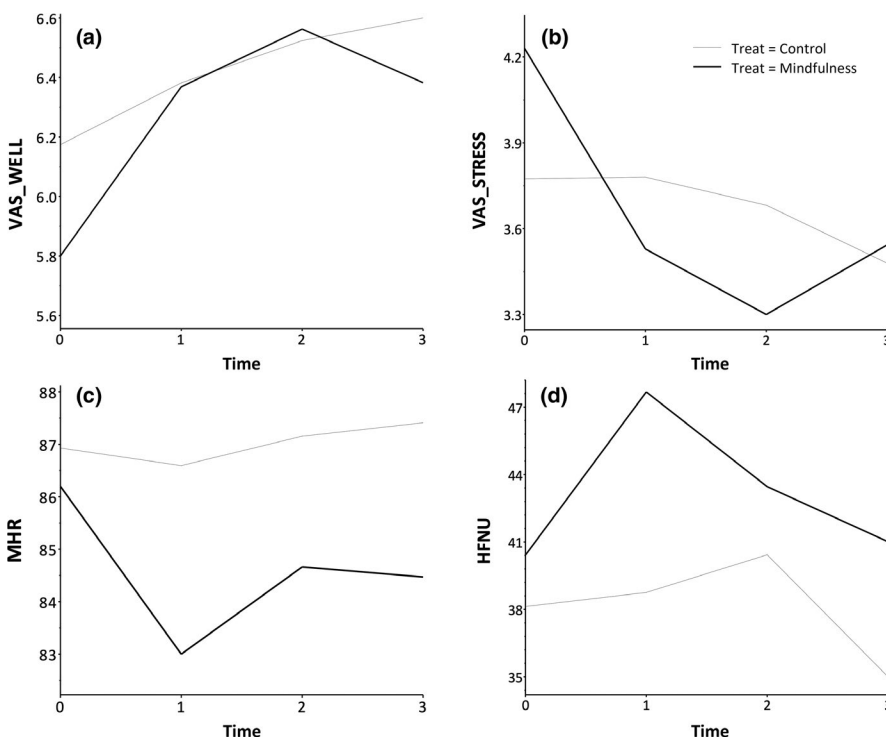 (a)
6.6
6.4
6.2
6.0
5.8
5.6
VAS_WELL
0 1 2 3
Time
(b)
Treat = Control
Treat = Mindfulness
4.2
3.9
3.6
3.3
VAS_STRESS
0 1 2
Time
(c)
88
87
86
85
84
83
MHR
0 1 2 3
Time
(d)
47
44
41
38
35
HFNU
0 1 2
Time